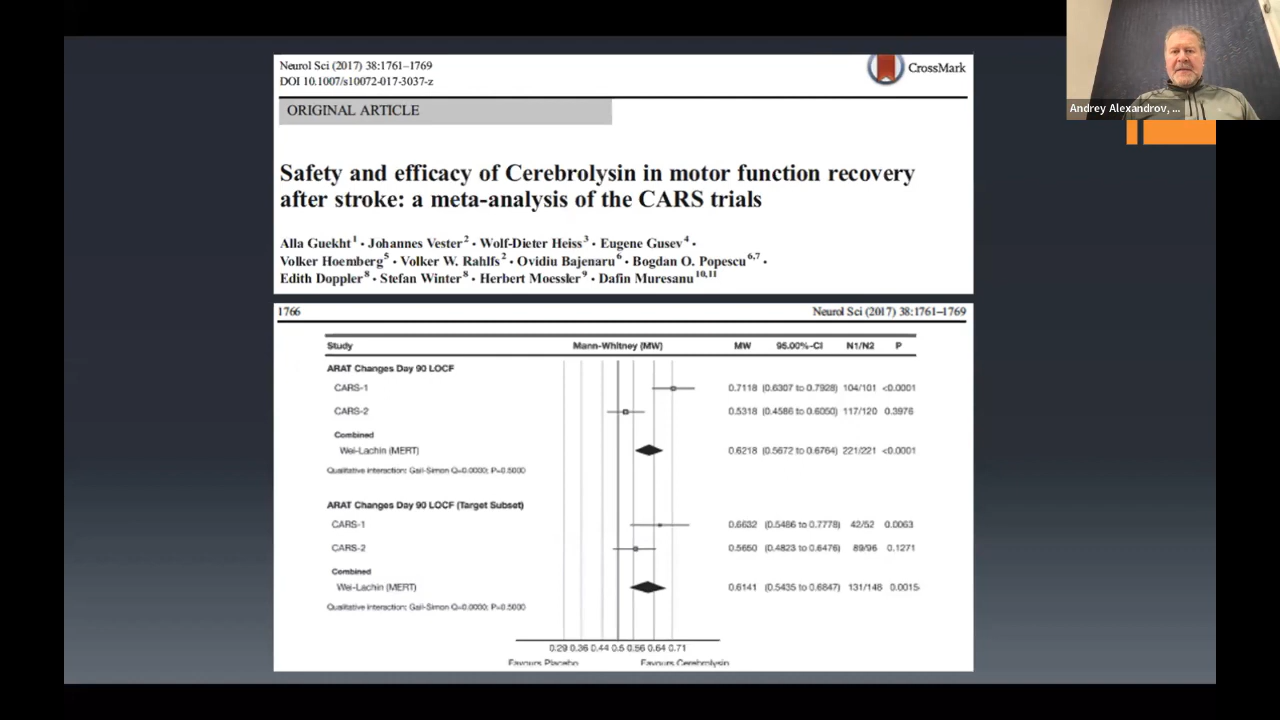 Neurol Sci (2017) 38:1761–1769
DOI 10.1007/s10072-017-3037-z
CrossMark
Andrey Alexandrov, ...
ORIGINAL ARTICLE
Safety and efficacy of Cerebrolysin in motor function recovery
after stroke: a meta-analysis of the CARS trials
Alla Guekht1 · Johannes Vester2 · Wolf-Dieter Heiss3 · Eugene Gusev4 ·
Volker Hoemberg5 · Volker W. Rahlfs2 · Ovidiu Bajenaru6 · Bogdan O. Popescu6,7 ·
Edith Doppler8 · Stefan Winter8 · Herbert Moessler9 · Dafin Muresanu10,11
1766 Neurol Sci (2017) 38:1761–1769
Study Mann-Whitney (MW) MW 95.00%-CI N1/N2 P
ARAT Changes Day 90 LOCF
CARS-1 0.7118 (0.6307 to 0.7928) 104/101 <0.0001
CARS-2 0.5318 (0.4586 to 0.6050) 117/120 0.3976
Combined
Wei-Lachin (MERT) 0.6218 (0.5672 to 0.6764) 221/221 <0.0001
Qualitative interaction: Gail-Simon Q=0.0000; P=0.5000
ARAT Changes Day 90 LOCF (Target Subset)
CARS-1 0.6632 (0.5486 to 0.7778) 42/52 0.0063
CARS-2 0.5650 (0.4823 to 0.6476) 89/96 0.1271
Combined
Wei-Lachin (MERT) 0.6141 (0.5435 to 0.6847) 131/148 0.0015
Qualitative interaction: Gail-Simon Q=0.0000; P=0.5000
0.29 0.36 0.44 0.5 0.56 0.64 0.71
Favours Placebo Favours Cerebrolysin